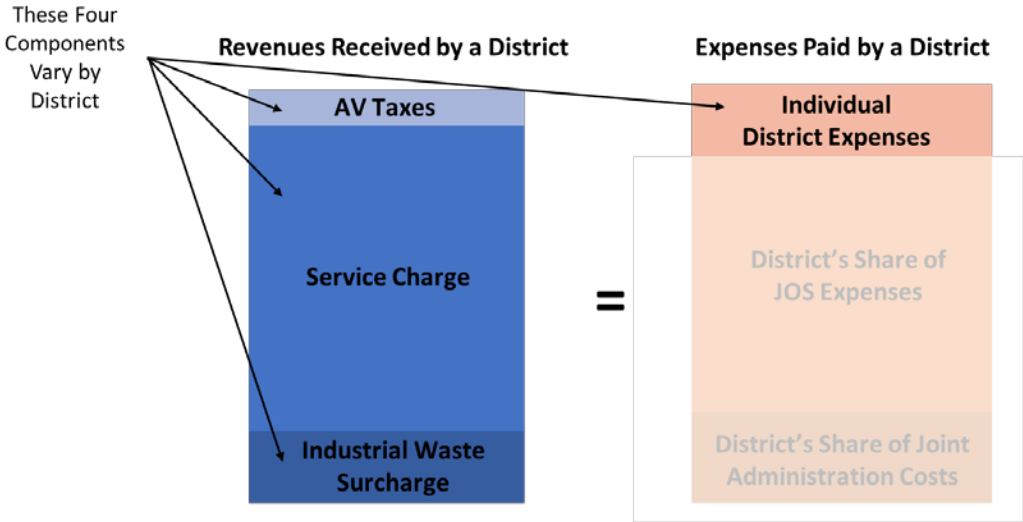 These Four
Components
Vary by
District
Revenues Received by a District
Expenses Paid by a District
AV Taxes
Service Charge
Industrial Waste
Surcharge
=
Individual
District Expenses
District’s Share of
JOS Expenses
District’s Share of Joint
Administration Costs